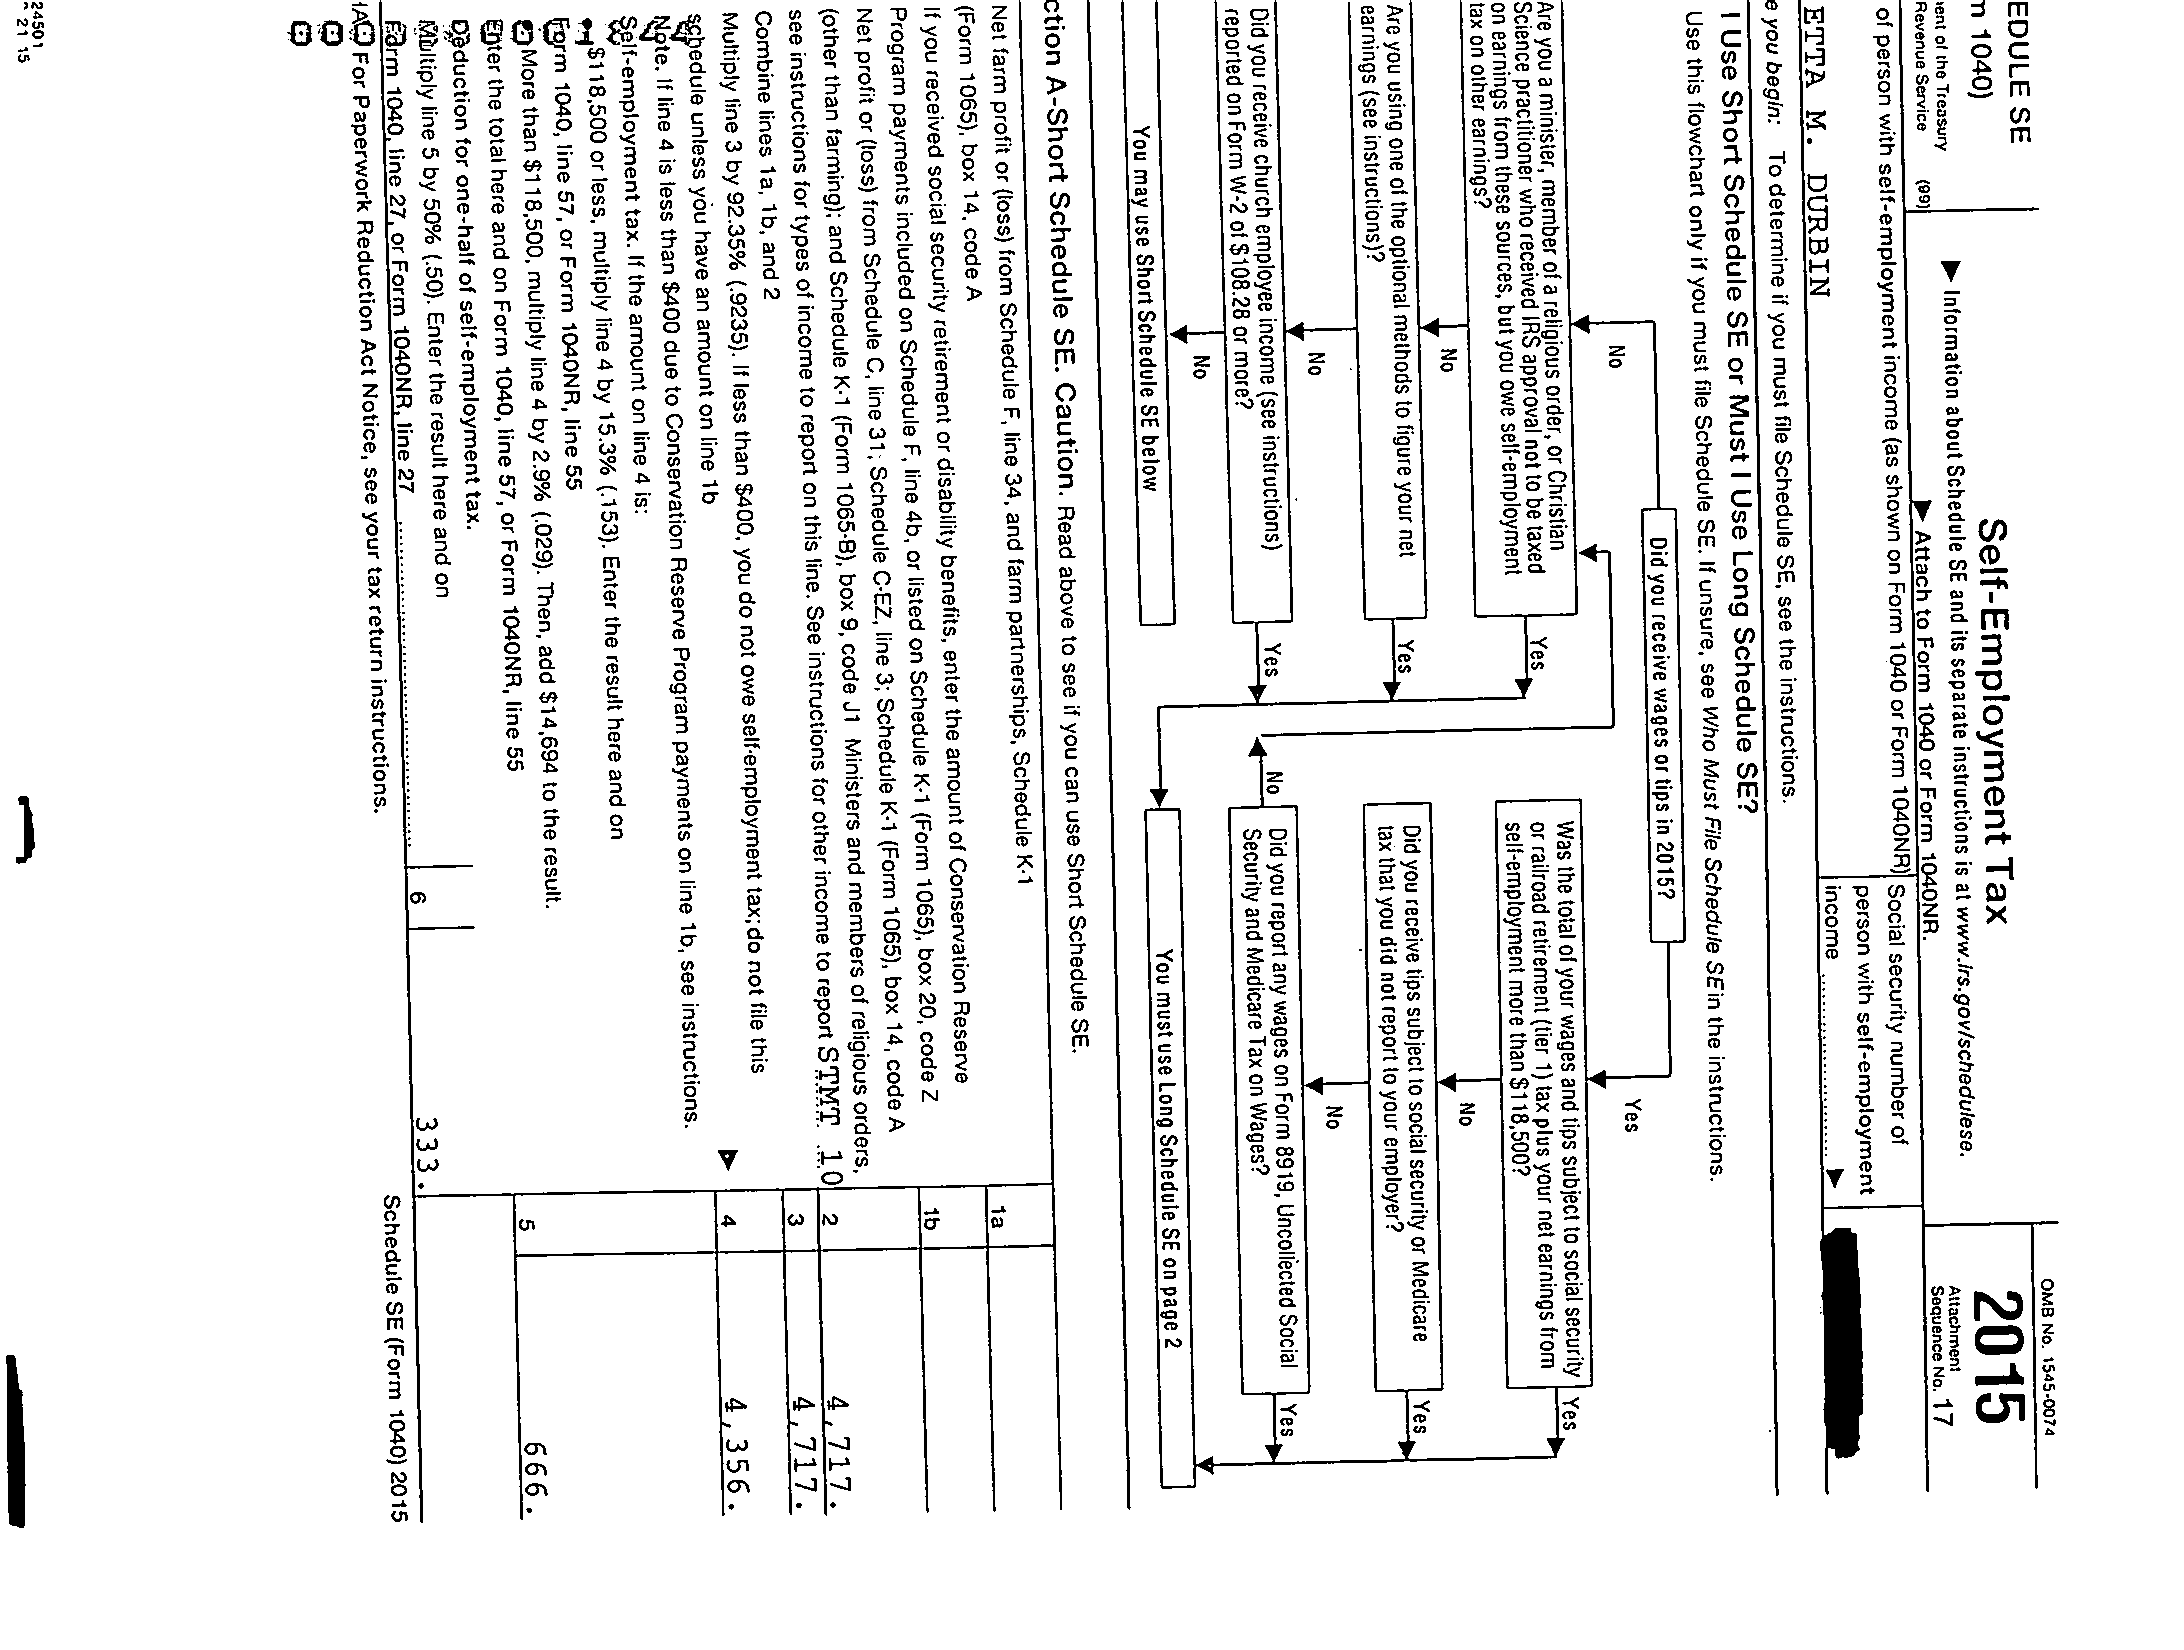 EDULE SE
m 1040)
ent of the Treasury
Revenue Service (99)
Self-Employment Tax
▶ Information about Schedule SE and its separate instructions is at www.irs.gov/schedulese.
▶ Attach to Form 1040 or Form 1040NR.
OMB No. 1545-0074
2015
Attachment
Sequence No. 17
of person with self-employment income (as shown on Form 1040 or Form 1040NR)
ETTA M. DURBIN
Social security number of
person with self-employment
income ▶
e you begin: To determine if you must file Schedule SE, see the instructions.
I Use Short Schedule SE or Must I Use Long Schedule SE?
Use this flowchart only if you must file Schedule SE. If unsure, see Who Must File Schedule SE in the instructions.
Did you receive wages or tips in 2015?
No
Yes
Are you a minister, member of a religious order, or Christian
Science practitioner who received IRS approval not to be taxed
on earnings from these sources, but you owe self-employment
tax on other earnings?
Yes
Was the total of your wages and tips subject to social security
or railroad retirement (tier 1) tax plus your net earnings from
self-employment more than $118,500?
Yes
No
No
Are you using one of the optional methods to figure your net
earnings (see instructions)?
Yes
Did you receive tips subject to social security or Medicare
tax that you did not report to your employer?
Yes
No
No
Did you receive church employee income (see instructions)
reported on Form W-2 of $108.28 or more?
Yes
No
Did you report any wages on Form 8919, Uncollected Social
Security and Medicare Tax on Wages?
Yes
No
You may use Short Schedule SE below
You must use Long Schedule SE on page 2
ction A-Short Schedule SE. Caution. Read above to see if you can use Short Schedule SE.
Net farm profit or (loss) from Schedule F, line 34, and farm partnerships, Schedule K-1
(Form 1065), box 14, code A
1a
If you received social security retirement or disability benefits, enter the amount of Conservation Reserve
Program payments included on Schedule F, line 4b, or listed on Schedule K-1 (Form 1065), box 20, code Z
1b
Net profit or (loss) from Schedule C, line 31; Schedule C-EZ, line 3; Schedule K-1 (Form 1065), box 14, code A
(other than farming); and Schedule K-1 (Form 1065-B), box 9, code J1 Ministers and members of religious orders,
see instructions for types of income to report on this line. See instructions for other income to report STMT 10
2 4,717.
Combine lines 1a, 1b, and 2
3 4,717.
Multiply line 3 by 92.35% (.9235). If less than $400, you do not owe self-employment tax;do not file this
schedule unless you have an amount on line 1b
▶ 4 4,356.
Note. If line 4 is less than $400 due to Conservation Reserve Program payments on line 1b, see instructions.
Self-employment tax. If the amount on line 4 is:
$118,500 or less, multiply line 4 by 15.3% (.153). Enter the result here and on
Form 1040, line 57, or Form 1040NR, line 55
More than $118,500, multiply line 4 by 2.9% (.029). Then, add $14,694 to the result.
Enter the total here and on Form 1040, line 57, or Form 1040NR, line 55
5 666.
Deduction for one-half of self-employment tax.
Multiply line 5 by 50% (.50). Enter the result here and on
Form 1040, line 27, or Form 1040NR, line 27
6 333.
For Paperwork Reduction Act Notice, see your tax return instructions.
Schedule SE (Form 1040) 2015
24501
21 15